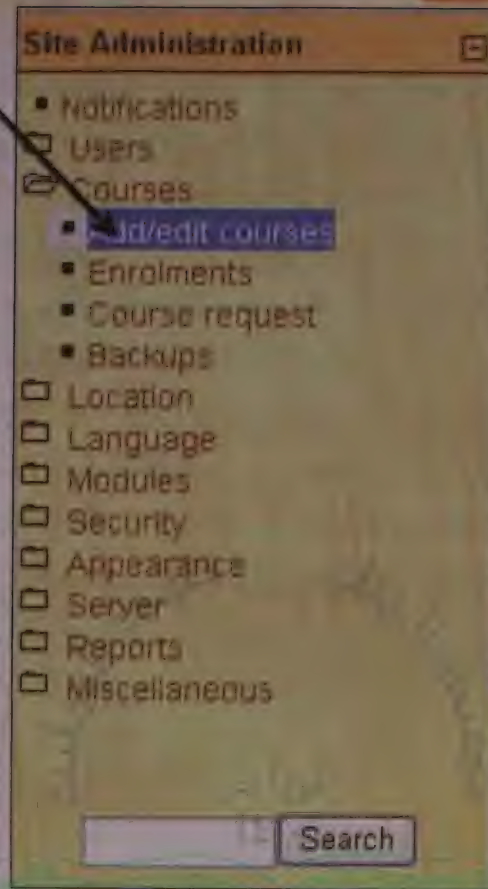 Site Administration
Notifications
Users
Courses
Add/edit courses
Enrolments
Course request
Backups
Location
Language
Modules
Security
Appearance
Server
Reports
Miscellaneous
Search